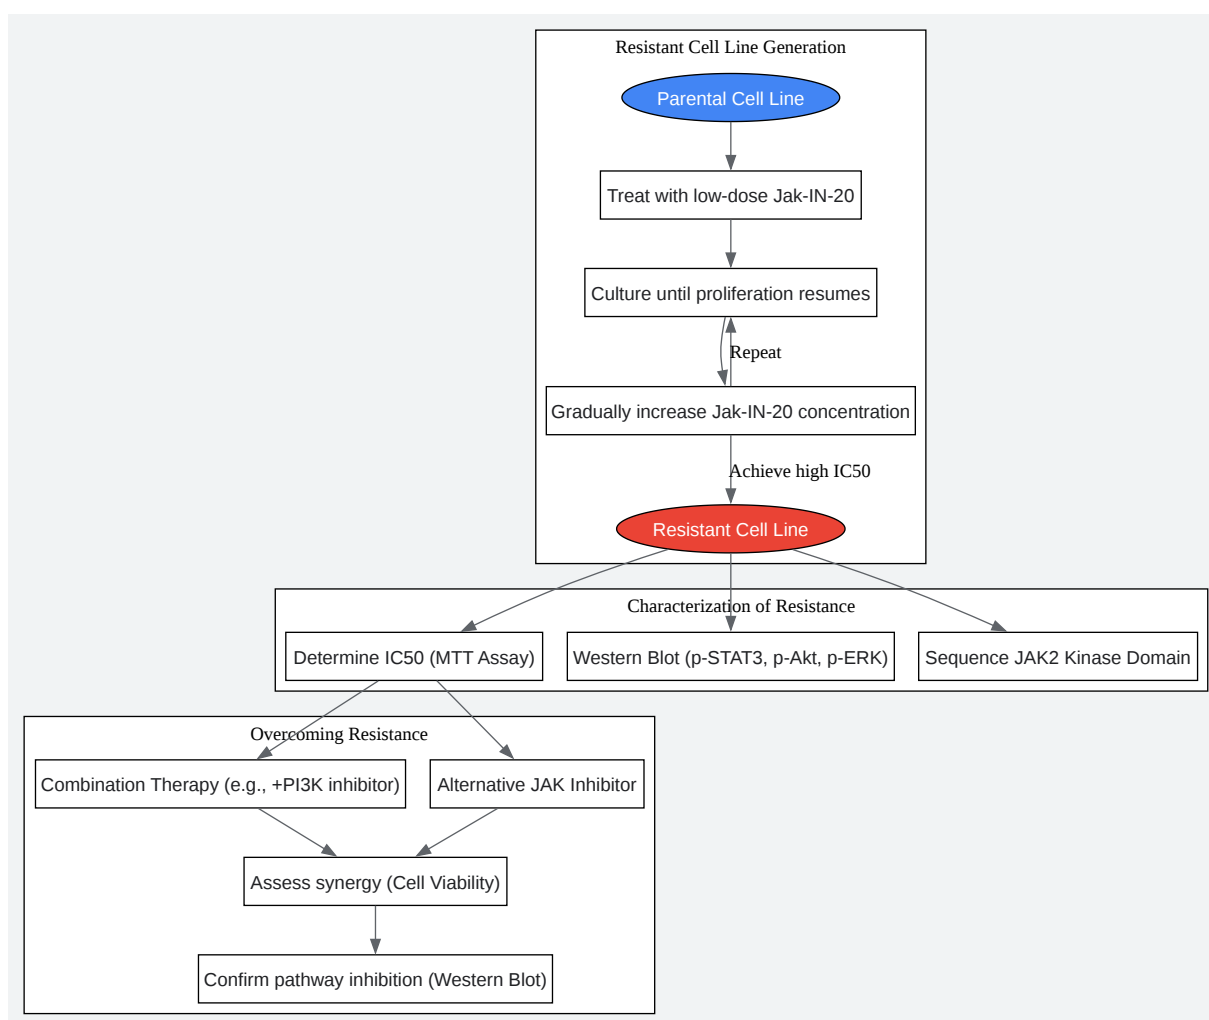 Resistant Cell Line Generation
Parental Cell Line
Treat with low-dose Jak-IN-20
Culture until proliferation resumes
Repeat
Gradually increase Jak-IN-20 concentration
Achieve high IC50
Resistant Cell Line
Characterization of Resistance
Determine IC50 (MTT Assay)
Western Blot (p-STAT3, p-Akt, p-ERK)
Sequence JAK2 Kinase Domain
Overcoming Resistance
Combination Therapy (e.g., +PI3K inhibitor)
Alternative JAK Inhibitor
Assess synergy (Cell Viability)
Confirm pathway inhibition (Western Blot)